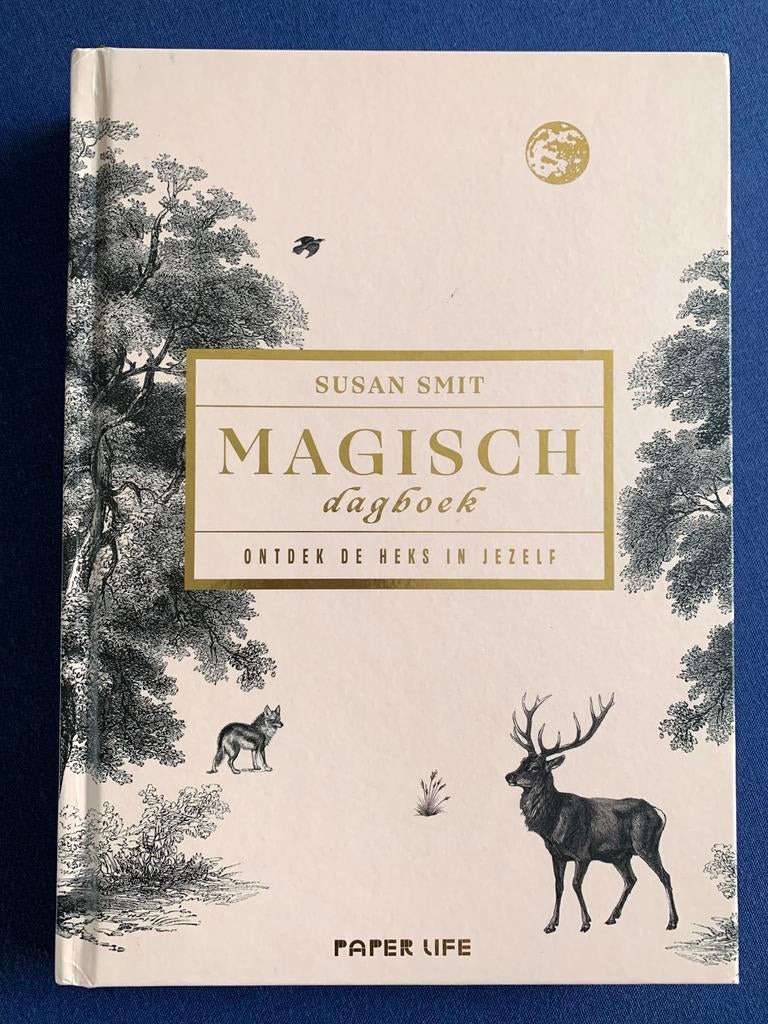 SUSAN SMIT
MAGISCH
dagboek
ONTDEK DE HEKS IN JEZELF
PAPER LIFE